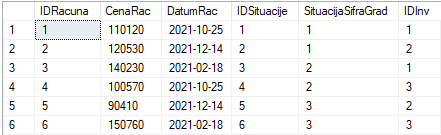 IDRacuna CenaRac DatumRac IDSituacije SituacijaSifraGrad IDInv
1 1 110120 2021-10-25 1 1 1
2 2 120530 2021-12-14 2 1 2
3 3 140230 2021-02-18 3 2 1
4 4 100570 2021-10-25 4 2 3
5 5 90410 2021-12-14 5 3 2
6 6 150760 2021-02-18 6 3 3